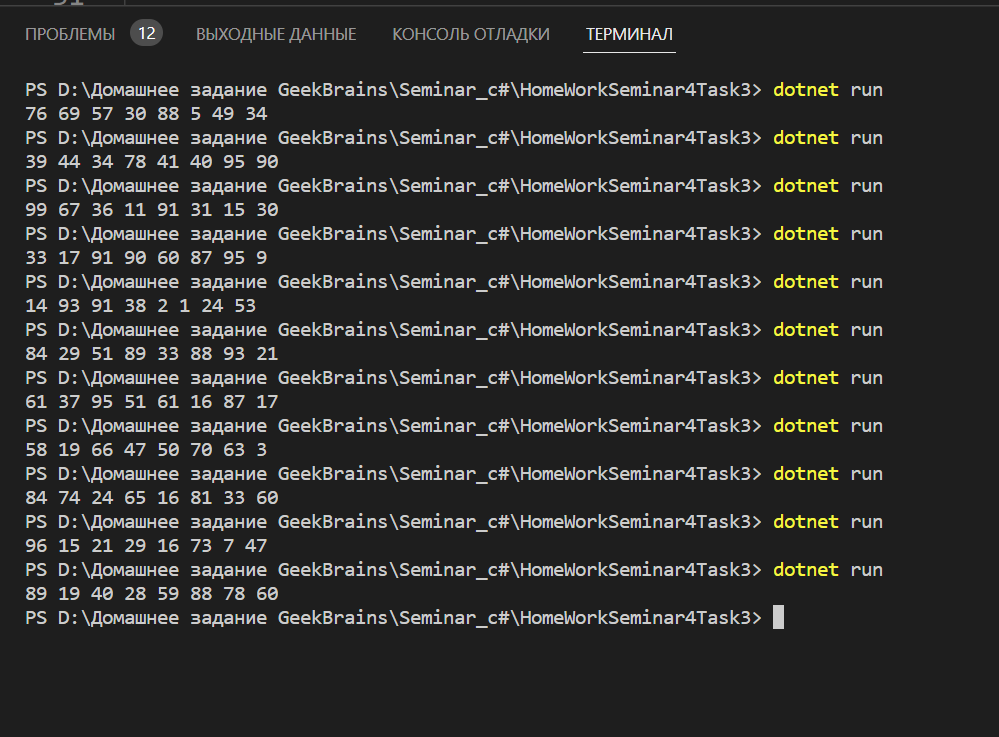 ПРОБЛЕМЫ 12 ВЫХОДНЫЕ ДАННЫЕ КОНСОЛЬ ОТЛАДКИ ТЕРМИНАЛ
PS D:\Домашнее задание GeekBrains\Seminar_c#\HomeWorkSeminar4Task3> dotnet run
76 69 57 30 88 5 49 34
PS D:\Домашнее задание GeekBrains\Seminar_c#\HomeWorkSeminar4Task3> dotnet run
39 44 34 78 41 40 95 90
PS D:\Домашнее задание GeekBrains\Seminar_c#\HomeWorkSeminar4Task3> dotnet run
99 67 36 11 91 31 15 30
PS D:\Домашнее задание GeekBrains\Seminar_c#\HomeWorkSeminar4Task3> dotnet run
33 17 91 90 60 87 95 9
PS D:\Домашнее задание GeekBrains\Seminar_c#\HomeWorkSeminar4Task3> dotnet run
14 93 91 38 2 1 24 53
PS D:\Домашнее задание GeekBrains\Seminar_c#\HomeWorkSeminar4Task3> dotnet run
84 29 51 89 33 88 93 21
PS D:\Домашнее задание GeekBrains\Seminar_c#\HomeWorkSeminar4Task3> dotnet run
61 37 95 51 61 16 87 17
PS D:\Домашнее задание GeekBrains\Seminar_c#\HomeWorkSeminar4Task3> dotnet run
58 19 66 47 50 70 63 3
PS D:\Домашнее задание GeekBrains\Seminar_c#\HomeWorkSeminar4Task3> dotnet run
84 74 24 65 16 81 33 60
PS D:\Домашнее задание GeekBrains\Seminar_c#\HomeWorkSeminar4Task3> dotnet run
96 15 21 29 16 73 7 47
PS D:\Домашнее задание GeekBrains\Seminar_c#\HomeWorkSeminar4Task3> dotnet run
89 19 40 28 59 88 78 60
PS D:\Домашнее задание GeekBrains\Seminar_c#\HomeWorkSeminar4Task3>